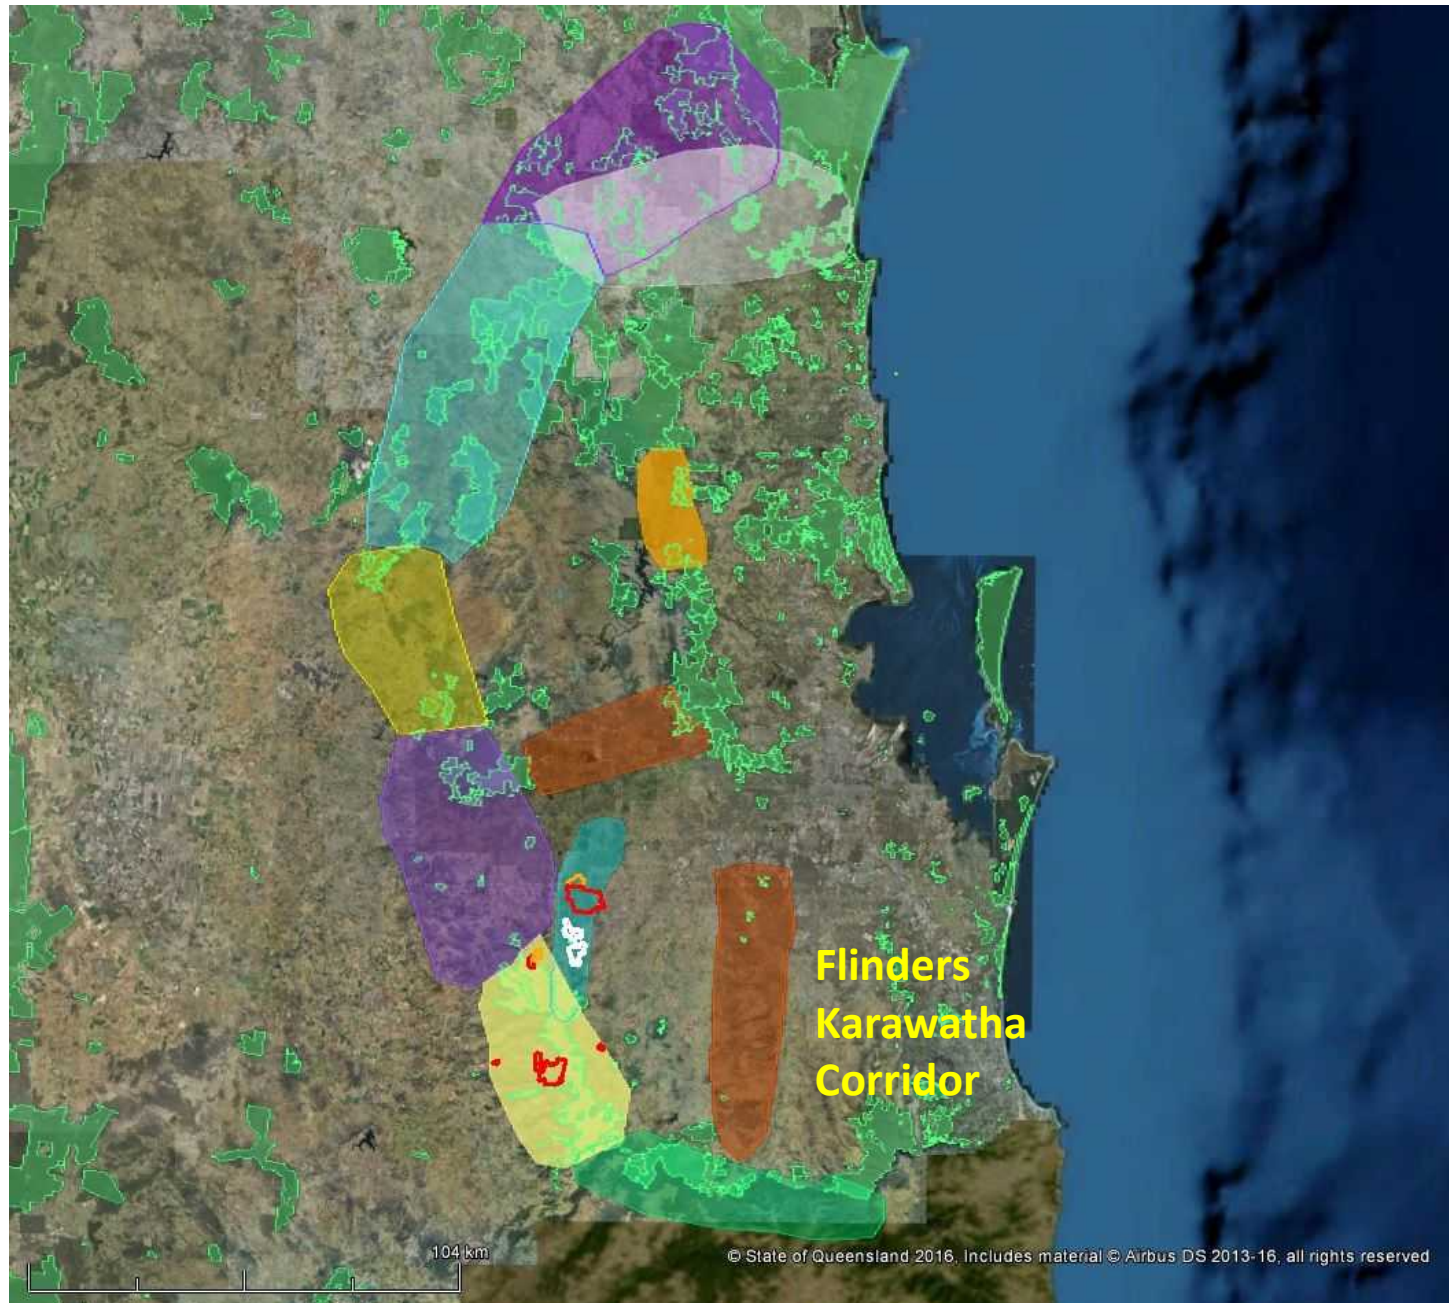 Flinders
Karawatha
Corridor
104 km
© State of Queensland 2016, Includes material © Airbus DS 2013-16, all rights reserved